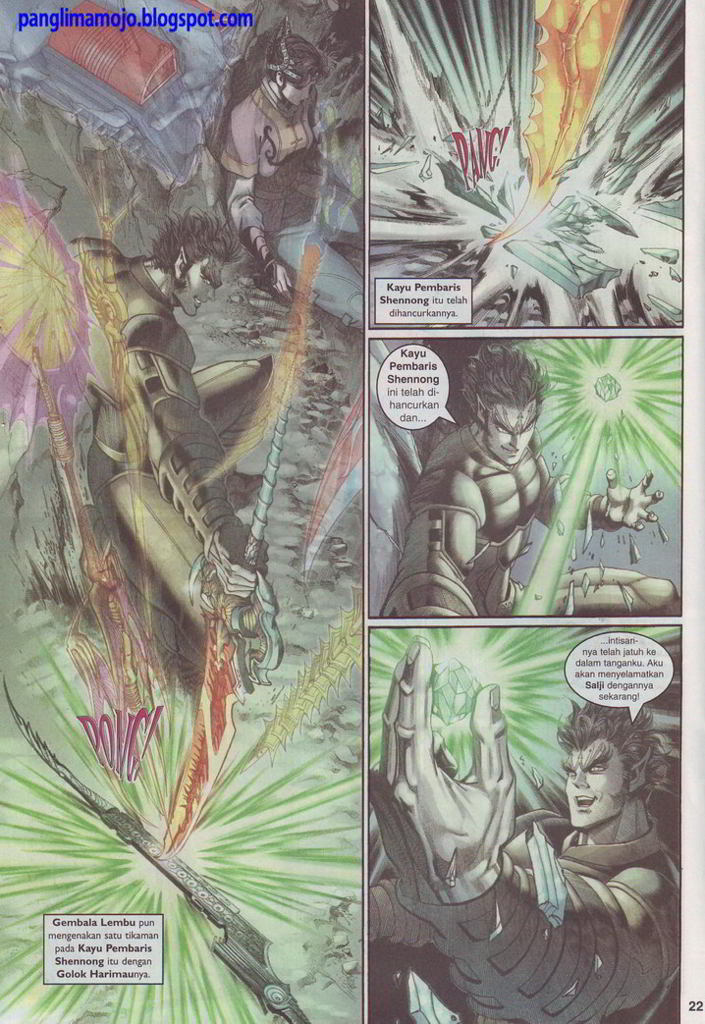 panglimamojo.blogspot.com
PONG!
Gembala Lembu pun
mengenakan satu tikaman
pada Kayu Pembaris
Shennong itu dengan
Golok Harimaunya.
PANG!
Kayu Pembaris
Shennong itu telah
dihancurkannya.
Kayu
Pembaris
Shennong
ini telah di-
hancurkan
dan...
...intisari-
nya telah jatuh ke
dalam tanganku. Aku
akan menyelamatkan
Salji dengannya
sekarang!
22